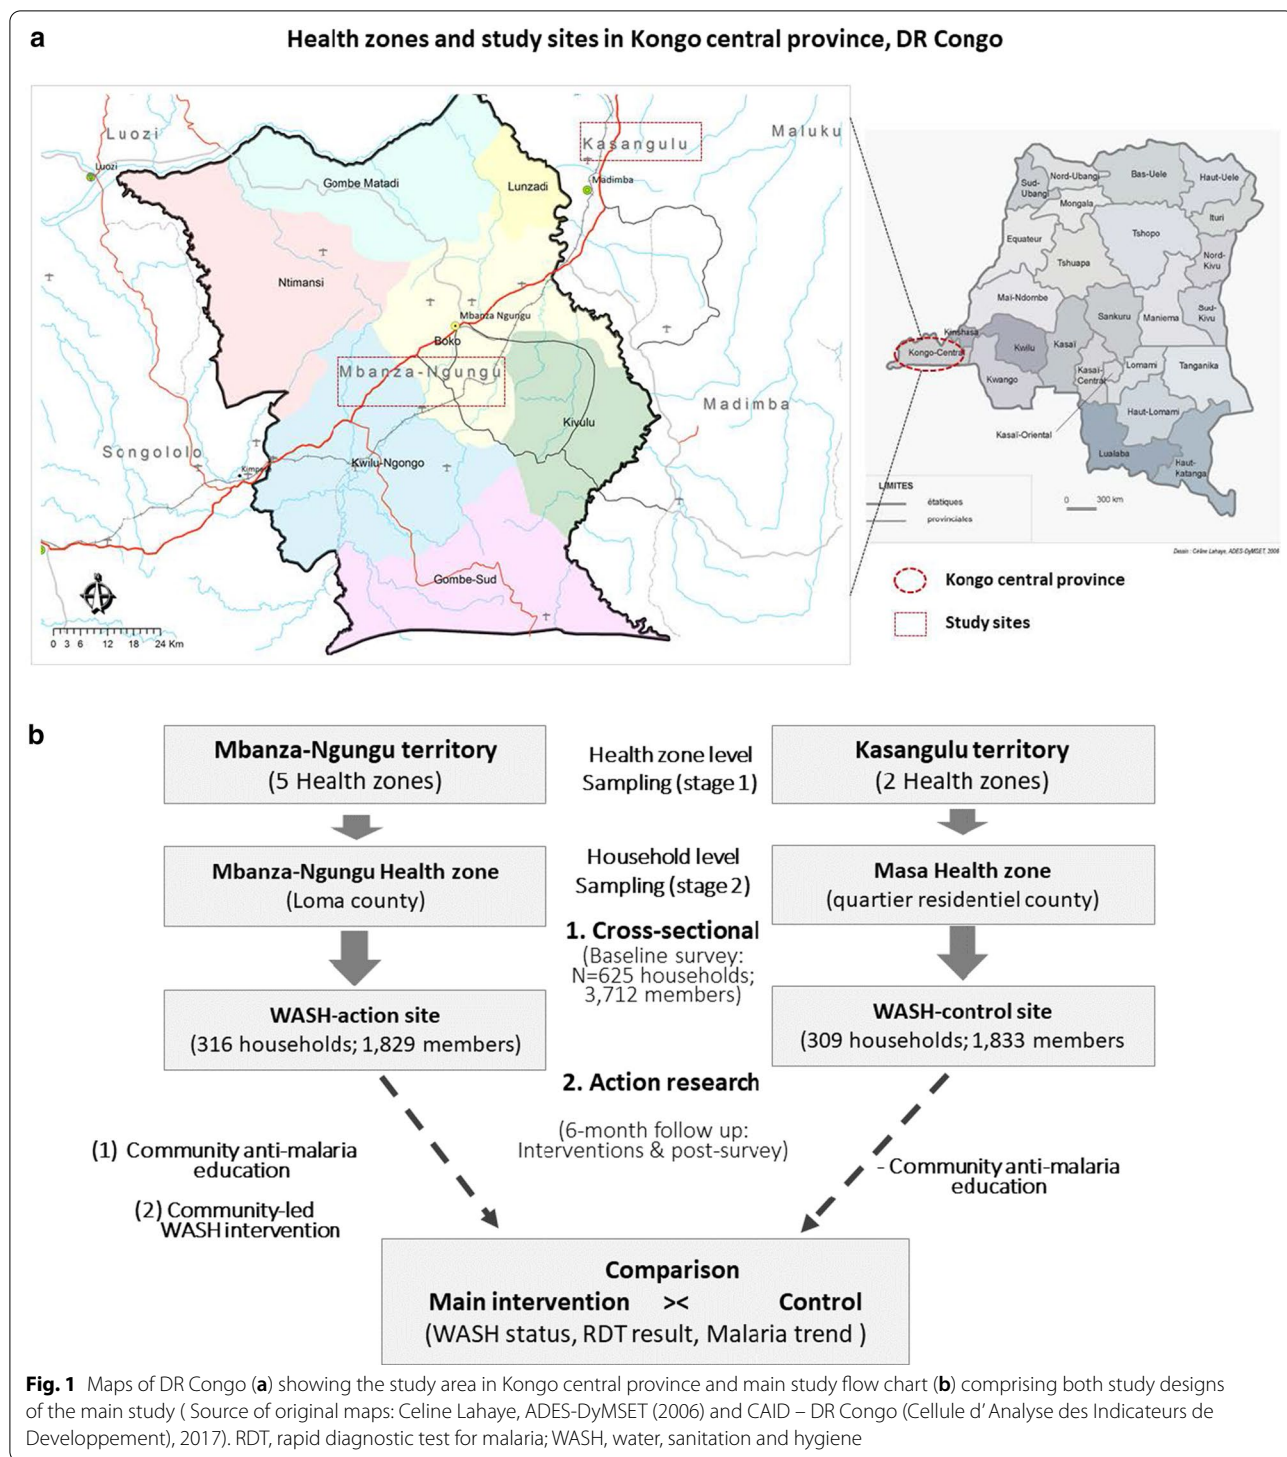 a
Health zones and study sites in Kongo central province, DR Congo
Luozi
Luozi
Gombe Matadi
Lunzadi
Kasangulu
Madimba
Maluku
Ntimansi
Mbanza Ngungu
Boko
Mbanza-Ngungu
Kivulu
Madimba
Songololo
Kimpe
Kwilu-Ngongo
Gombe-Sud
0 3 6 12 18 24 Km
Sud-
Ubangi
Nord-Ubangi
Bas-Uele
Haut-Uele
Mongala
Ituri
Equateur
Tshopo
Tshuapa
Nord-
Kivu
Maï-Ndombe
Sankuru
Maniema
Sud-
Kivu
Kinshasa
Kongo-Central
Kwilu
Kasaï
Kwango
Kasaï-
Central
Lomami
Tanganika
Haut-Lomami
Kasaï-Oriental
Lualaba
Haut-
Katanga
LIMITES
étatiques
provinciales
0 300 km
Dessin : Céline Lahaye, ADES-DyMSET, 2006
Kongo central province
Study sites
b
Mbanza-Ngungu territory
(5 Health zones)
Health zone level
Sampling (stage 1)
Kasangulu territory
(2 Health zones)
Mbanza-Ngungu Health zone
(Loma county)
Household level
Sampling (stage 2)
Masa Health zone
(quartier residentiel county)
1. Cross-sectional
(Baseline survey:
N=625 households;
3,712 members)
WASH-action site
(316 households; 1,829 members)
WASH-control site
(309 households; 1,833 members
2. Action research
(6-month follow up:
Interventions & post-survey)
(1) Community anti-malaria
education
(2) Community-led
WASH intervention
- Community anti-malaria
education
Comparison
Main intervention >< Control
(WASH status, RDT result, Malaria trend )
Fig. 1 Maps of DR Congo (a) showing the study area in Kongo central province and main study flow chart (b) comprising both study designs
of the main study ( Source of original maps: Celine Lahaye, ADES-DyMSET (2006) and CAID – DR Congo (Cellule d' Analyse des Indicateurs de
Developpement), 2017). RDT, rapid diagnostic test for malaria; WASH, water, sanitation and hygiene